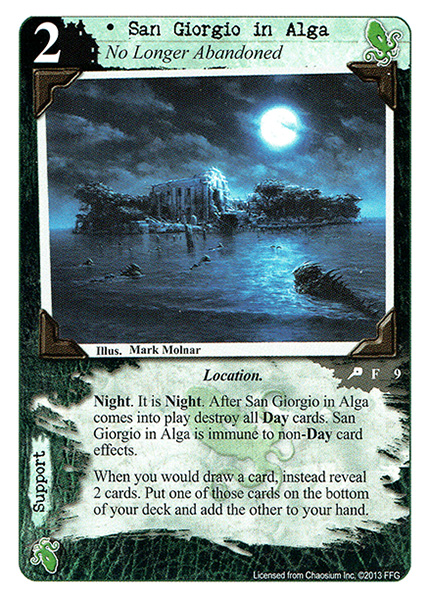 2
• San Giorgio in Alga
No Longer Abandoned
Illus. Mark Molnar
Location.
F 9
Night. It is Night. After San Giorgio in Alga
comes into play destroy all Day cards. San
Giorgio in Alga is immune to non-Day card
effects.
When you would draw a card, instead reveal
2 cards. Put one of those cards on the bottom
of your deck and add the other to your hand.
Support
Licensed from Chaosium Inc. ©2013 FFG